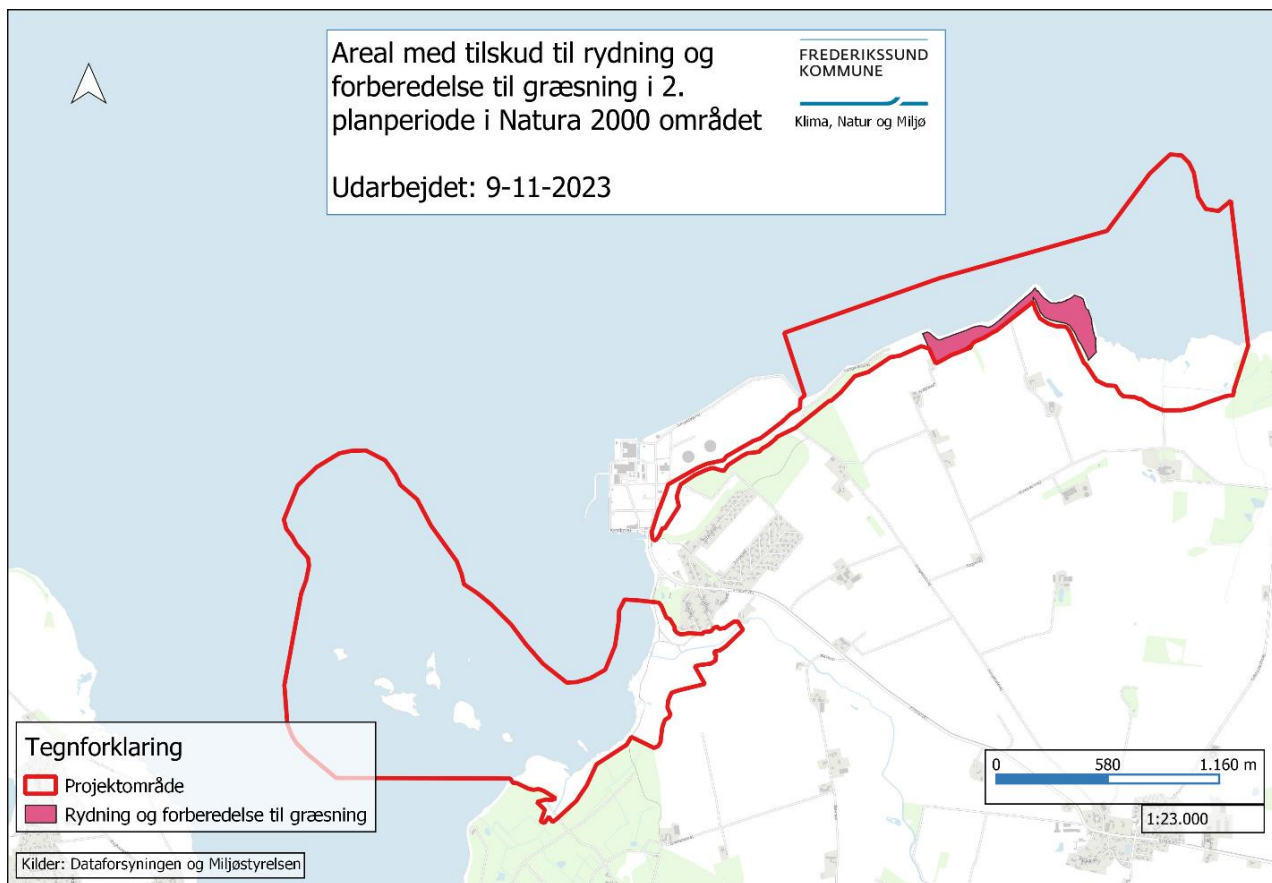 Areal med tilskud til rydning og
forberedelse til græsning i 2.
planperiode i Natura 2000 området
Udarbejdet: 9-11-2023
FREDERIKSSUND
KOMMUNE
Klima, Natur og Miljø
Tegnforklaring
Projektområde
Rydning og forberedelse til græsning
Kilder: Dataforsyningen og Miljøstyrelsen
0 580 1.160 m
1:23.000